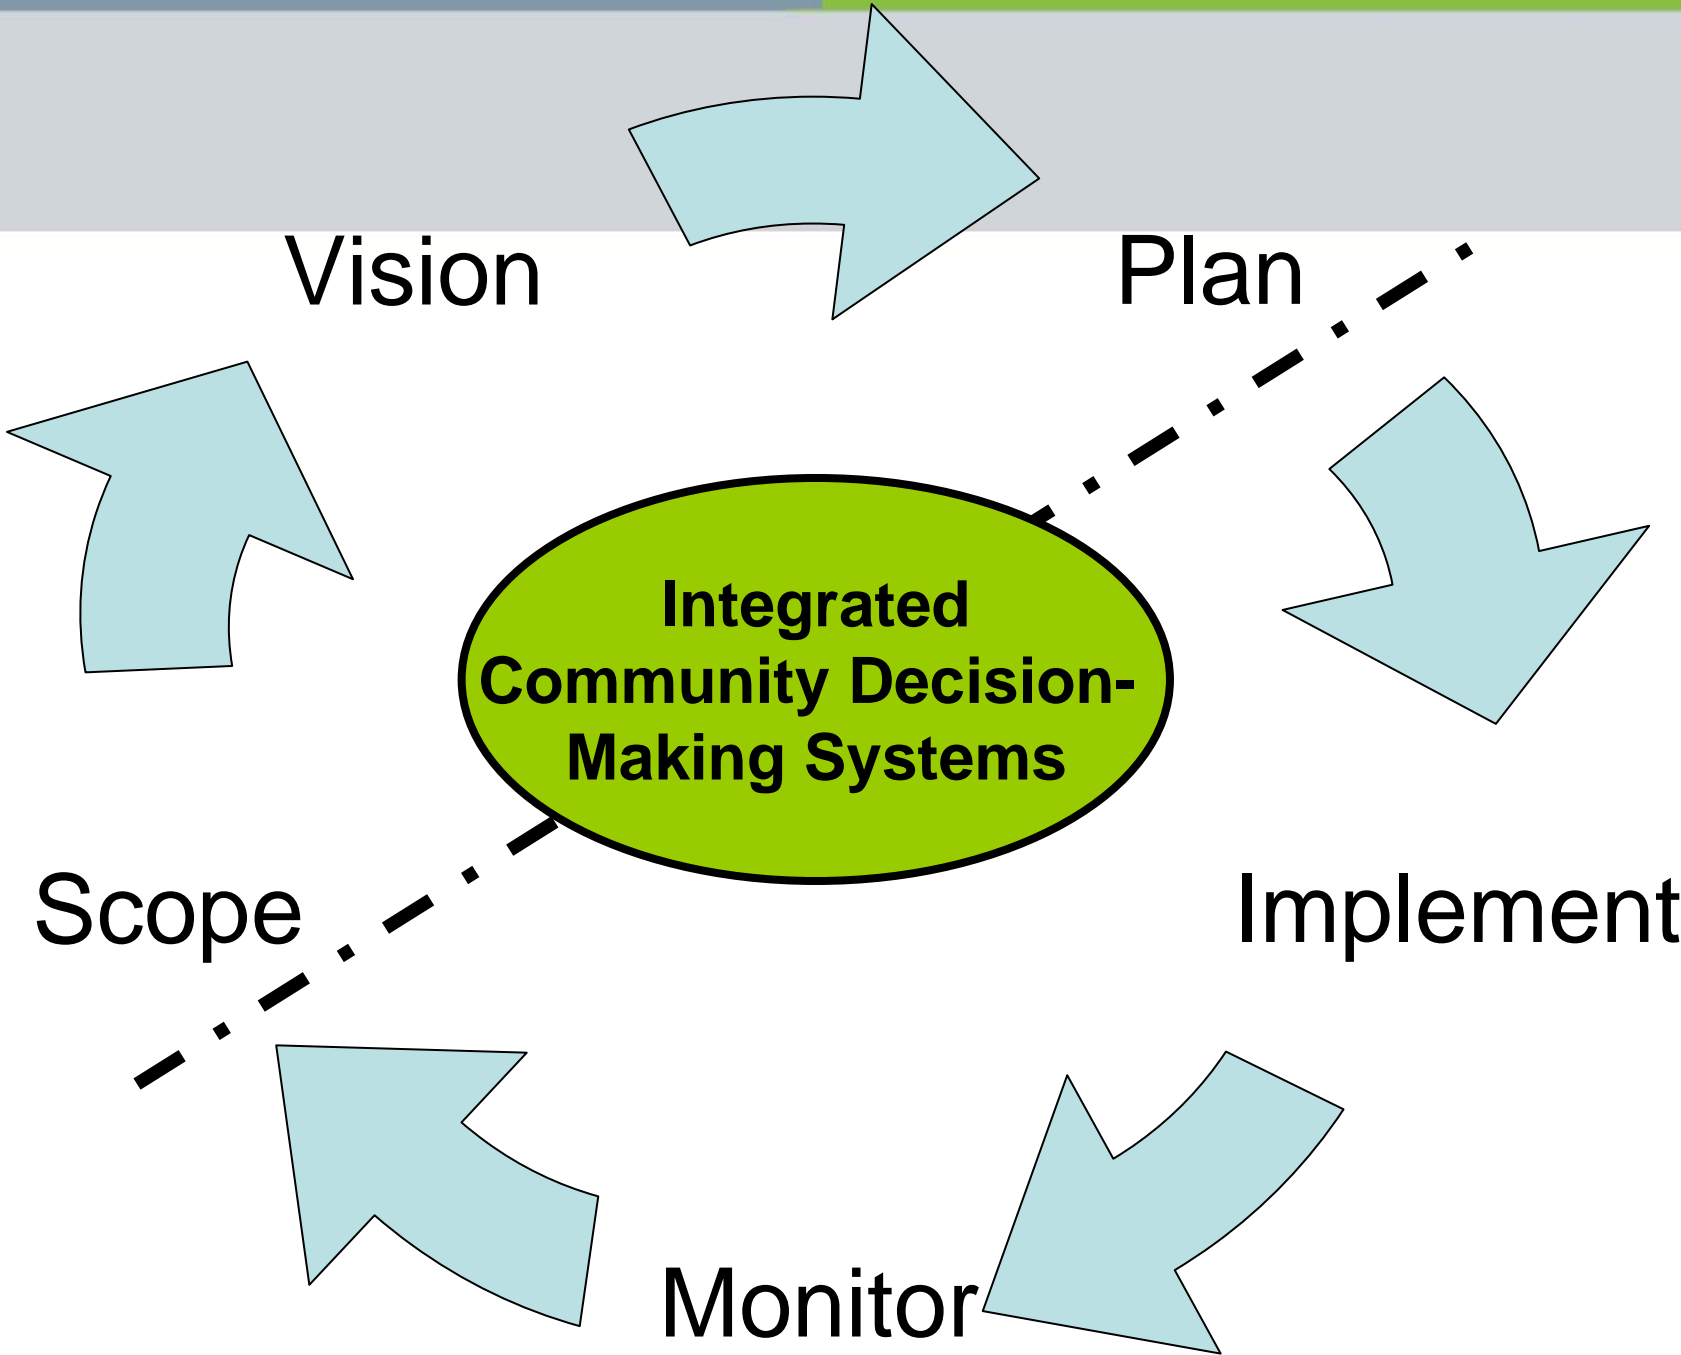 Vision
Plan
Integrated
Community Decision-
Making Systems
Scope
Implement
Monitor